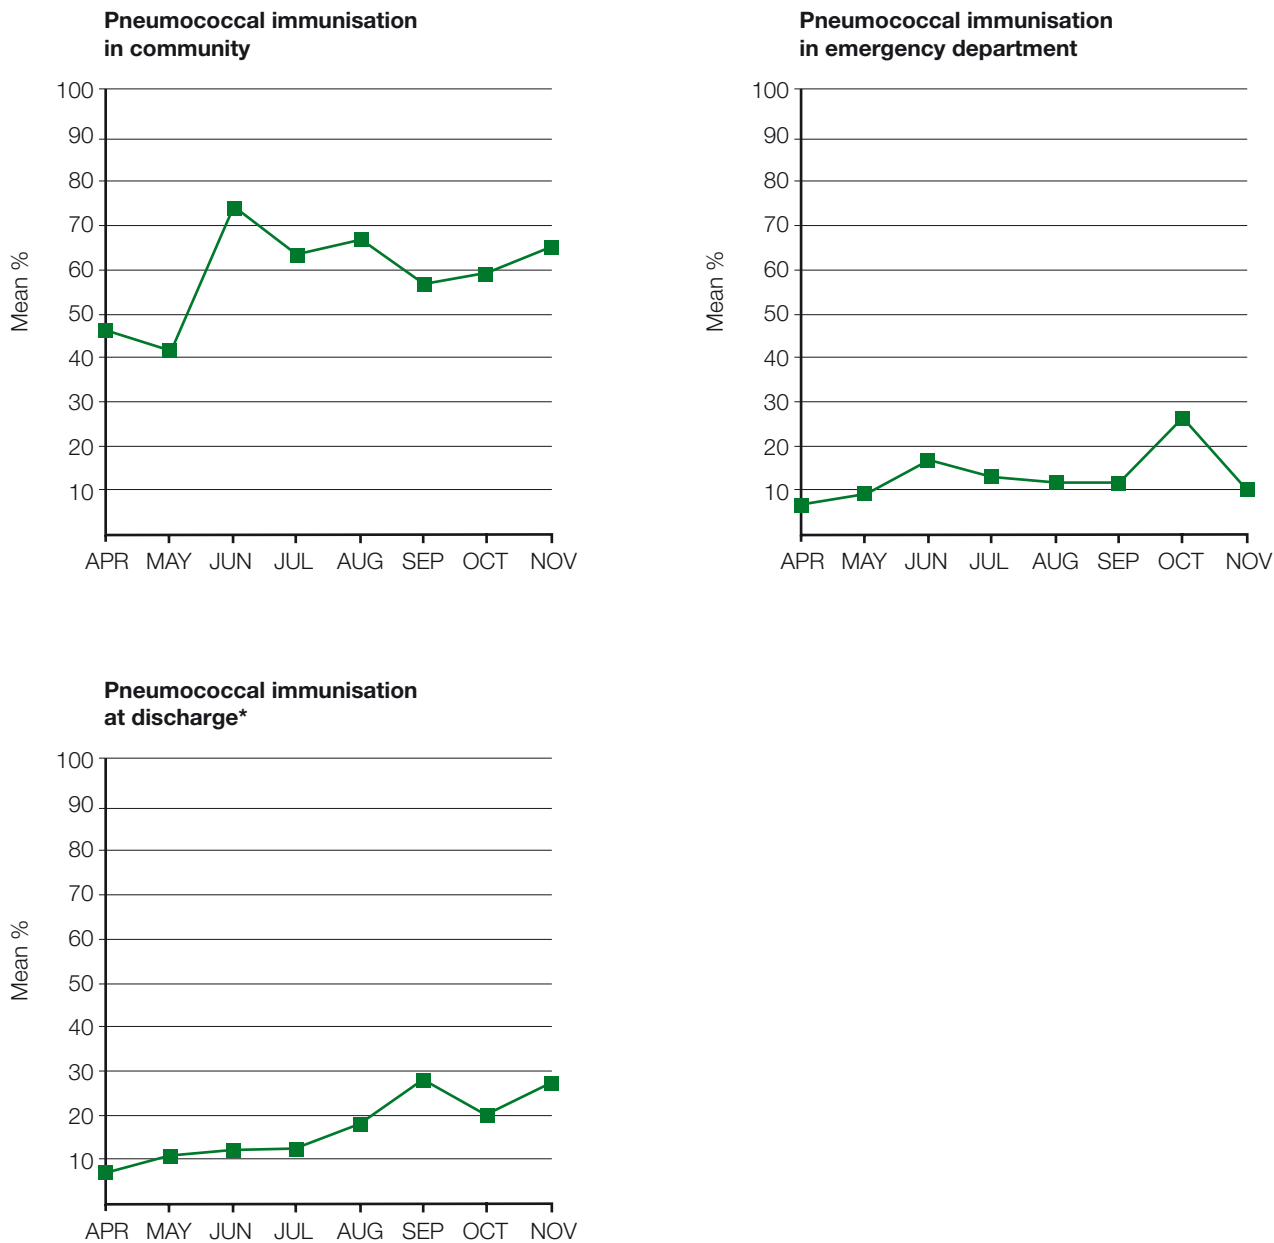 Pneumococcal immunisation
in community
Mean %
100
90
80
70
60
50
40
30
20
10
APR MAY JUN JUL AUG SEP OCT NOV
Pneumococcal immunisation
in emergency department
Mean %
100
90
80
70
60
50
40
30
20
10
APR MAY JUN JUL AUG SEP OCT NOV
Pneumococcal immunisation
at discharge*
Mean %
100
90
80
70
60
50
40
30
20
10
APR MAY JUN JUL AUG SEP OCT NOV